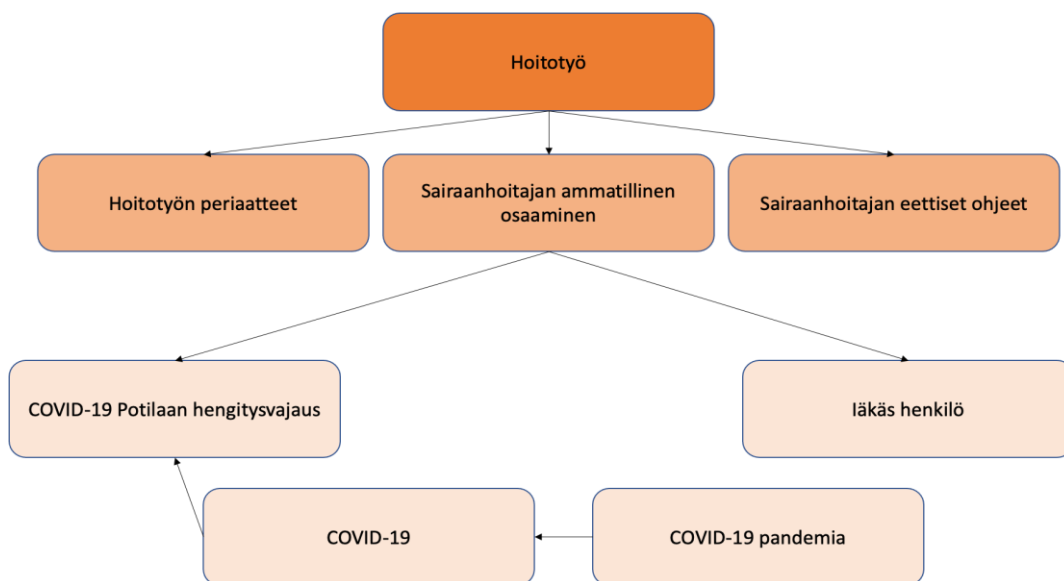 Hoitotyö
Hoitotyön periaatteet
Sairaanhoitajan ammatillinen
osaaminen
Sairaanhoitajan eettiset ohjeet
COVID-19 Potilaan hengitysvajaus
Iäkäs henkilö
COVID-19
COVID-19 pandemia